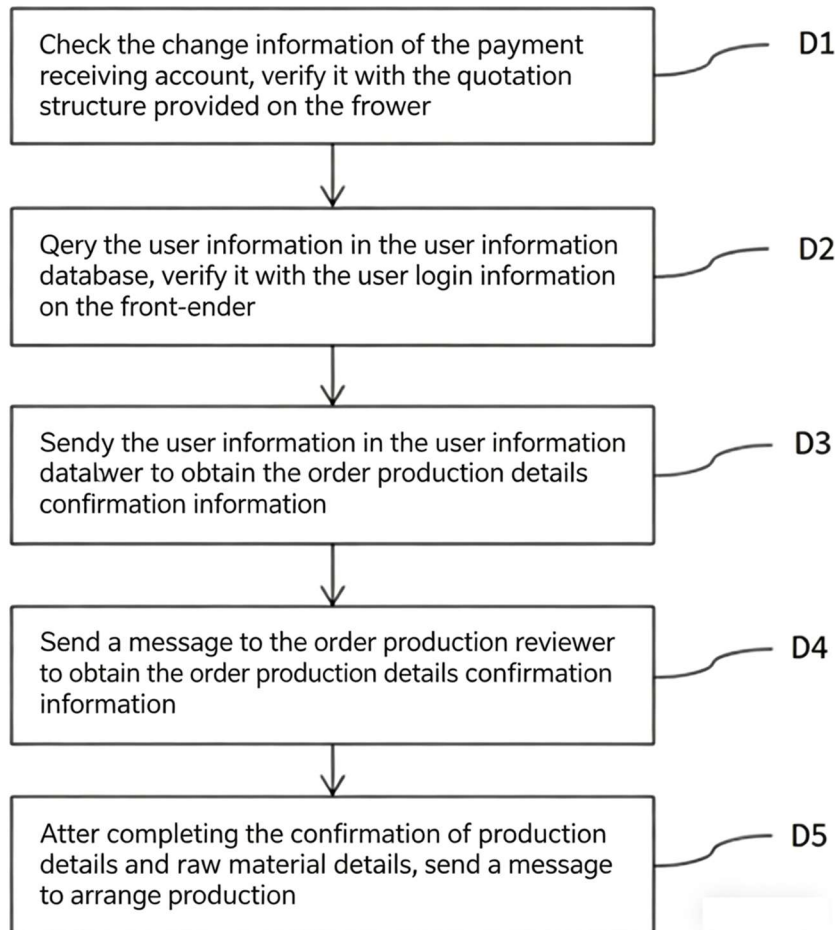 Check the change information of the payment
receiving account, verify it with the quotation
structure provided on the frower
D1
Qery the user information in the user information
database, verify it with the user login information
on the front-ender
D2
Sendy the user information in the user information
datalwer to obtain the order production details
confirmation information
D3
Send a message to the order production reviewer
to obtain the order production details confirmation
information
D4
Atter completing the confirmation of production
details and raw material details, send a message
to arrange production
D5